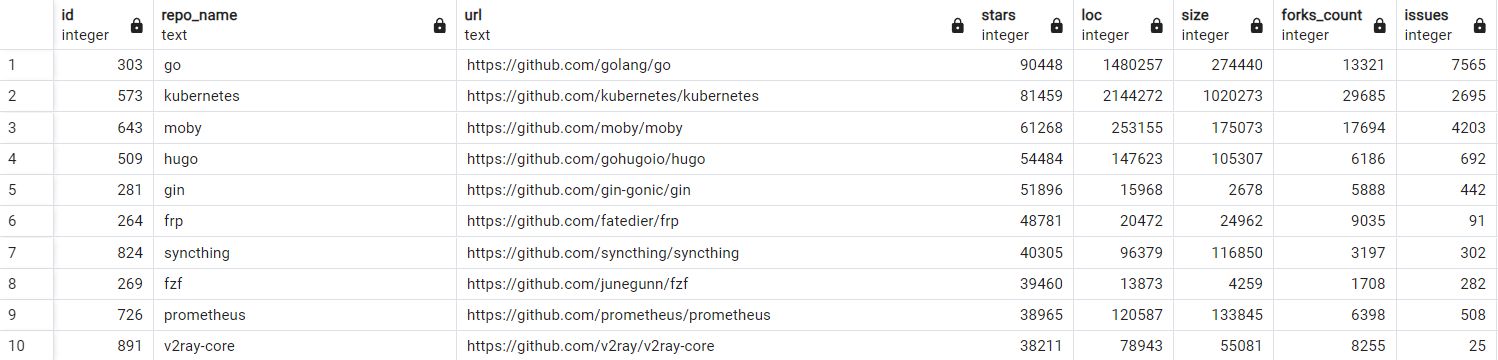 id repo_name url stars loc size forks_count issues
integer text text integer integer integer integer integer
1 303 go https://github.com/golang/go 90448 1480257 274440 13321 7565
2 573 kubernetes https://github.com/kubernetes/kubernetes 81459 2144272 1020273 29685 2695
3 643 moby https://github.com/moby/moby 61268 253155 175073 17694 4203
4 509 hugo https://github.com/gohugoio/hugo 54484 147623 105307 6186 692
5 281 gin https://github.com/gin-gonic/gin 51896 15968 2678 5888 442
6 264 frp https://github.com/fatedier/frp 48781 20472 24962 9035 91
7 824 syncthing https://github.com/syncthing/syncthing 40305 96379 116850 3197 302
8 269 fzf https://github.com/junegunn/fzf 39460 13873 4259 1708 282
9 726 prometheus https://github.com/prometheus/prometheus 38965 120587 133845 6398 508
10 891 v2ray-core https://github.com/v2ray/v2ray-core 38211 78943 55081 8255 25